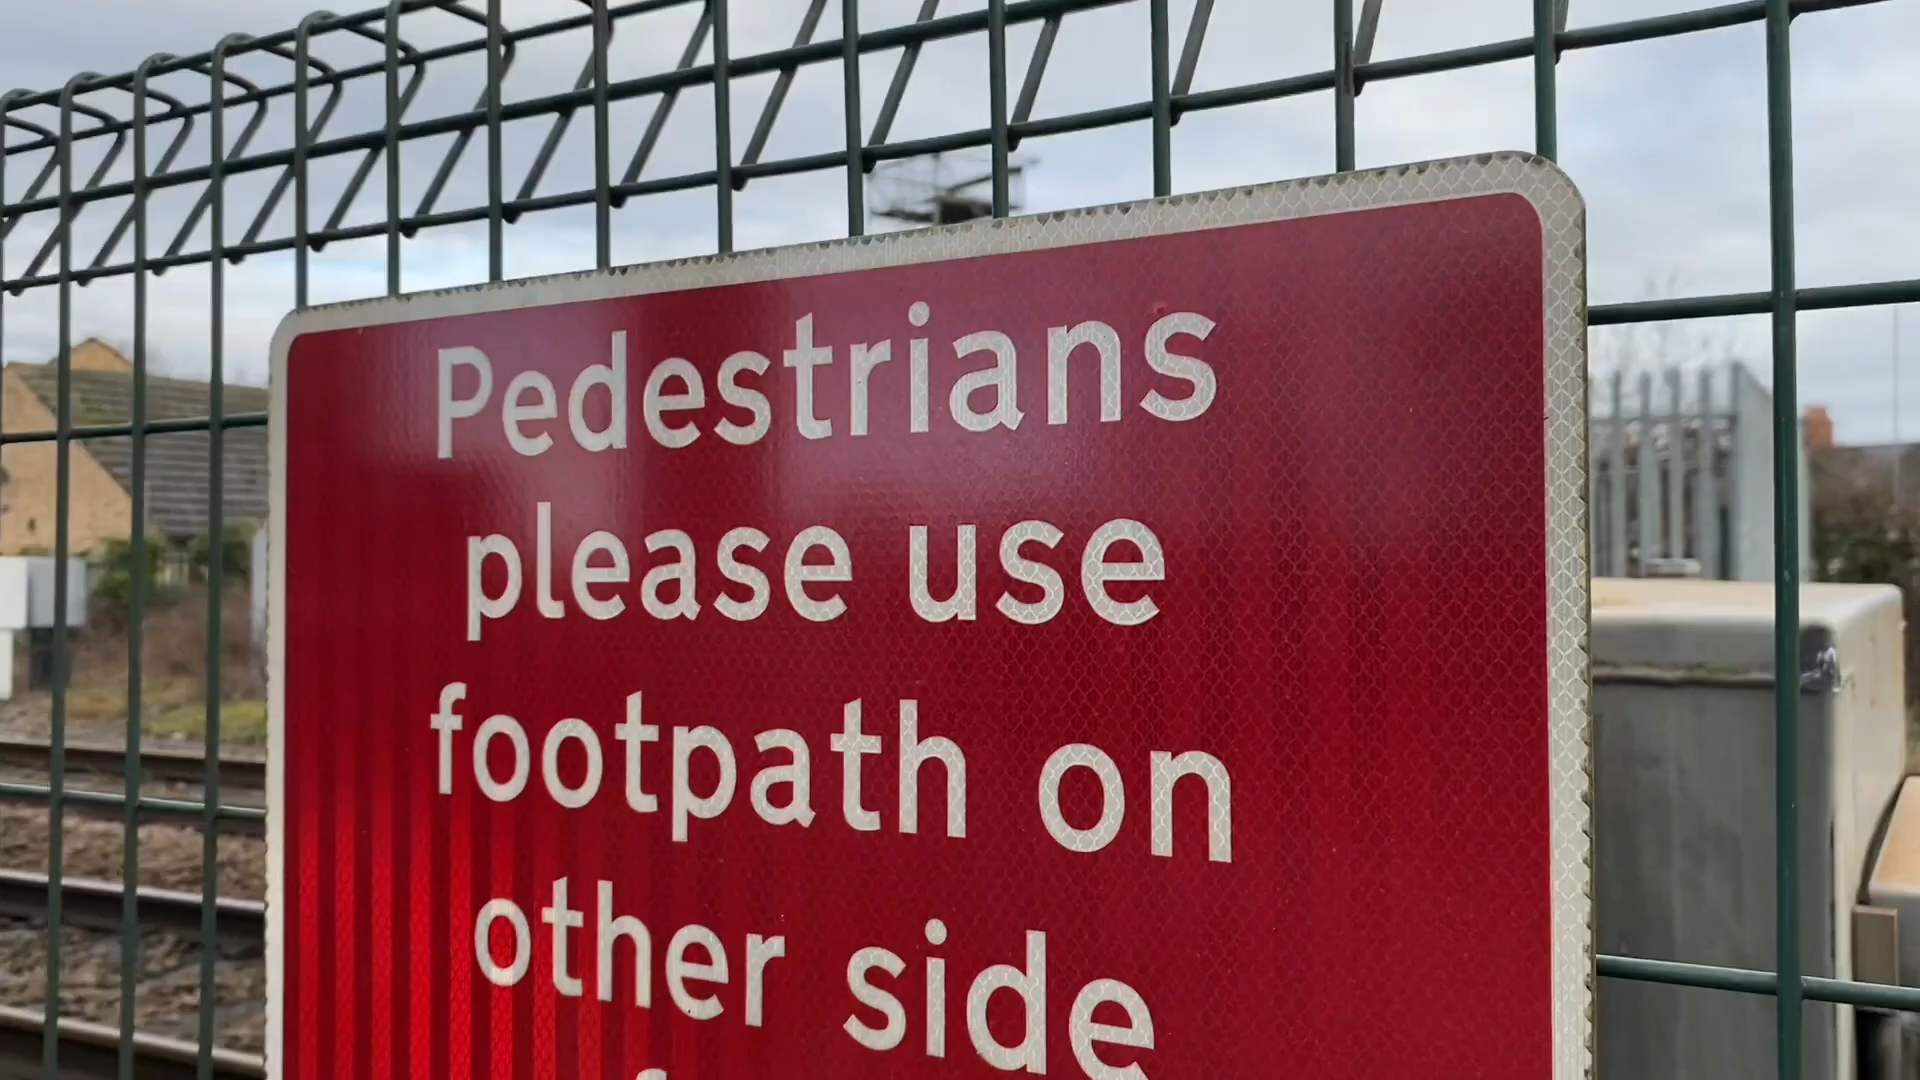 Pedestrians
please use
footpath on
other side